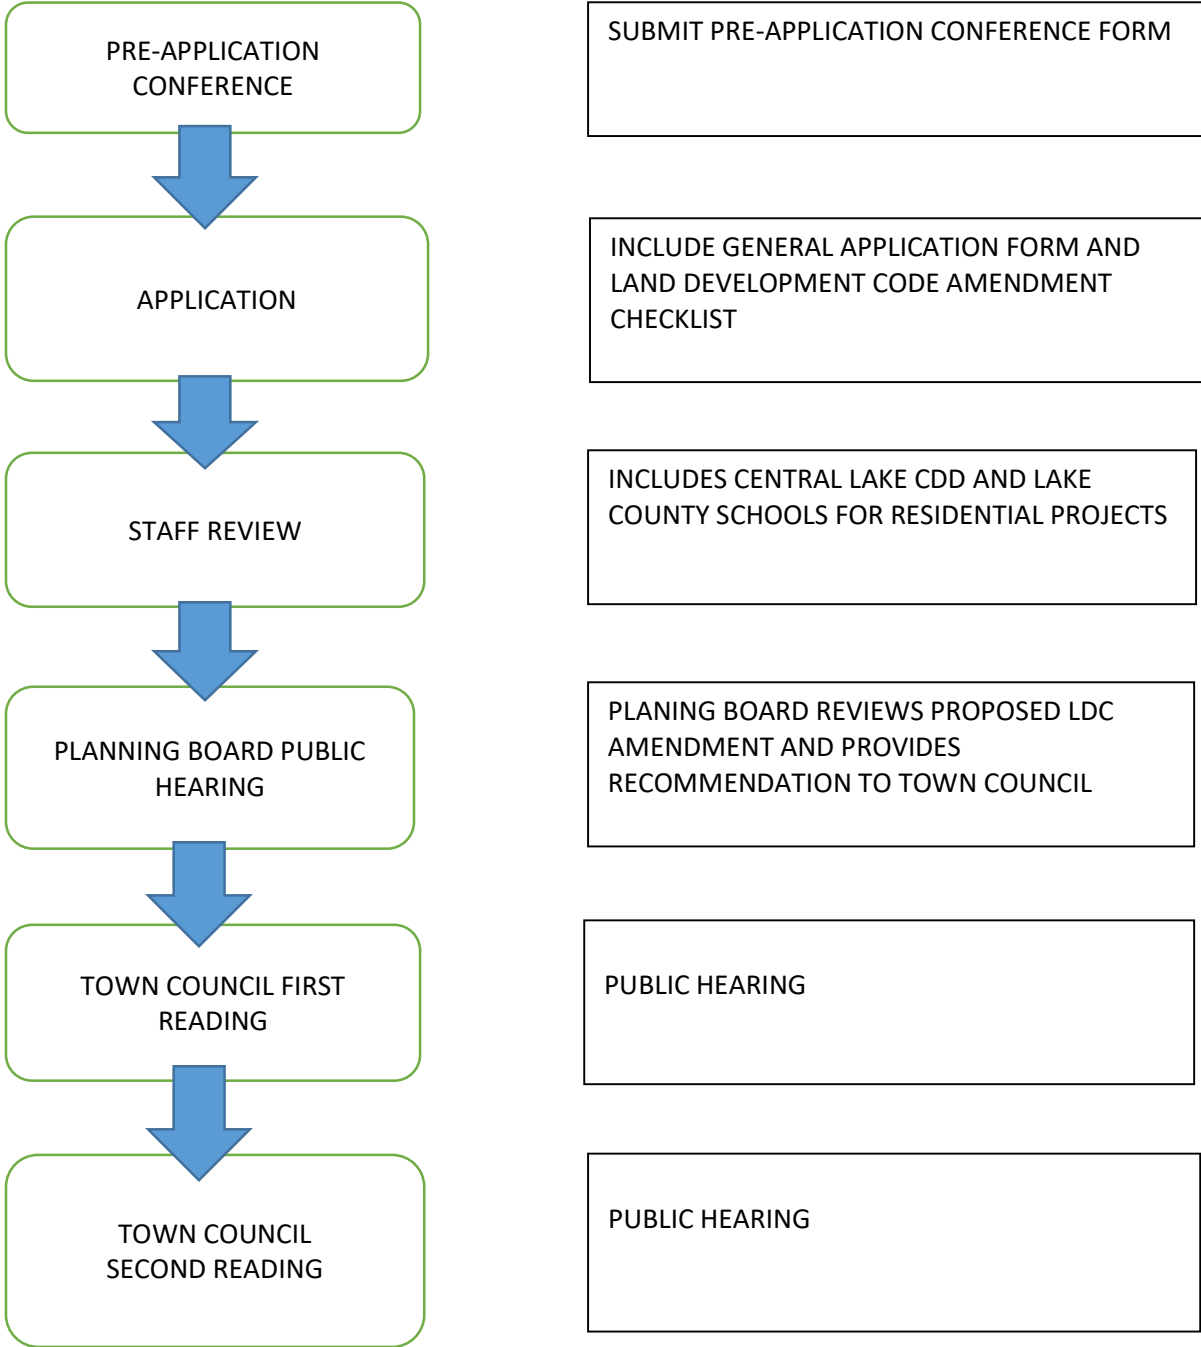 PRE-APPLICATION
CONFERENCE
SUBMIT PRE-APPLICATION CONFERENCE FORM
APPLICATION
INCLUDE GENERAL APPLICATION FORM AND
LAND DEVELOPMENT CODE AMENDMENT
CHECKLIST
STAFF REVIEW
INCLUDES CENTRAL LAKE CDD AND LAKE
COUNTY SCHOOLS FOR RESIDENTIAL PROJECTS
PLANNING BOARD PUBLIC
HEARING
PLANING BOARD REVIEWS PROPOSED LDC
AMENDMENT AND PROVIDES
RECOMMENDATION TO TOWN COUNCIL
TOWN COUNCIL FIRST
READING
PUBLIC HEARING
TOWN COUNCIL
SECOND READING
PUBLIC HEARING